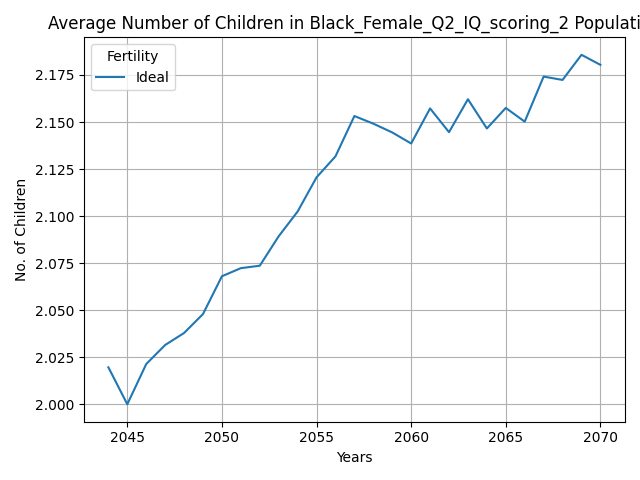 Average Number of Children in Black_Female_Q2_IQ_scoring_2 Populati
Fertility
Ideal
No. of Children
2.175
2.150
2.125
2.100
2.075
2.050
2.025
2.000
2045 2050 2055 2060 2065 2070
Years